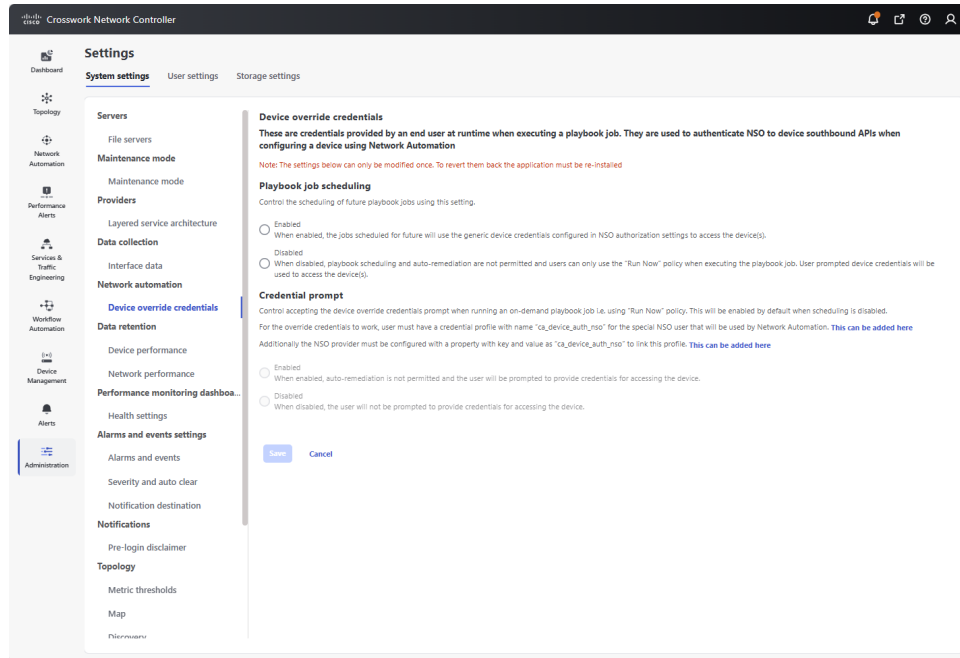 cisco Crosswork Network Controller
Dashboard
Topology
Network
Automation
Performance
Alerts
Services &
Traffic
Engineering
Workflow
Automation
Device
Management
Alerts
Administration
Settings
System settings User settings Storage settings
Servers
File servers
Maintenance mode
Maintenance mode
Providers
Layered service architecture
Data collection
Interface data
Network automation
Device override credentials
Data retention
Device performance
Network performance
Performance monitoring dashboa...
Health settings
Alarms and events settings
Alarms and events
Severity and auto clear
Notification destination
Notifications
Pre-login disclaimer
Topology
Metric thresholds
Map
Discovery
Device override credentials
These are credentials provided by an end user at runtime when executing a playbook job. They are used to authenticate NSO to device southbound APIs when
configuring a device using Network Automation
Note: The settings below can only be modified once. To revert them back the application must be re-installed
Playbook job scheduling
Control the scheduling of future playbook jobs using this setting.
Enabled
When enabled, the jobs scheduled for future will use the generic device credentials configured in NSO authorization settings to access the device(s).
Disabled
When disabled, playbook scheduling and auto-remediation are not permitted and users can only use the "Run Now" policy when executing the playbook job. User prompted device credentials will be
used to access the device(s).
Credential prompt
Control accepting the device override credentials prompt when running an on-demand playbook job i.e. using "Run Now" policy. This will be enabled by default when scheduling is disabled.
For the override credentials to work, user must have a credential profile with name "ca_device_auth_nso" for the special NSO user that will be used by Network Automation. This can be added here
Additionally the NSO provider must be configured with a property with key and value as "ca_device_auth_nso" to link this profile. This can be added here
Enabled
When enabled, auto-remediation is not permitted and the user will be prompted to provide credentials for accessing the device.
Disabled
When disabled, the user will not be prompted to provide credentials for accessing the device.
Save Cancel